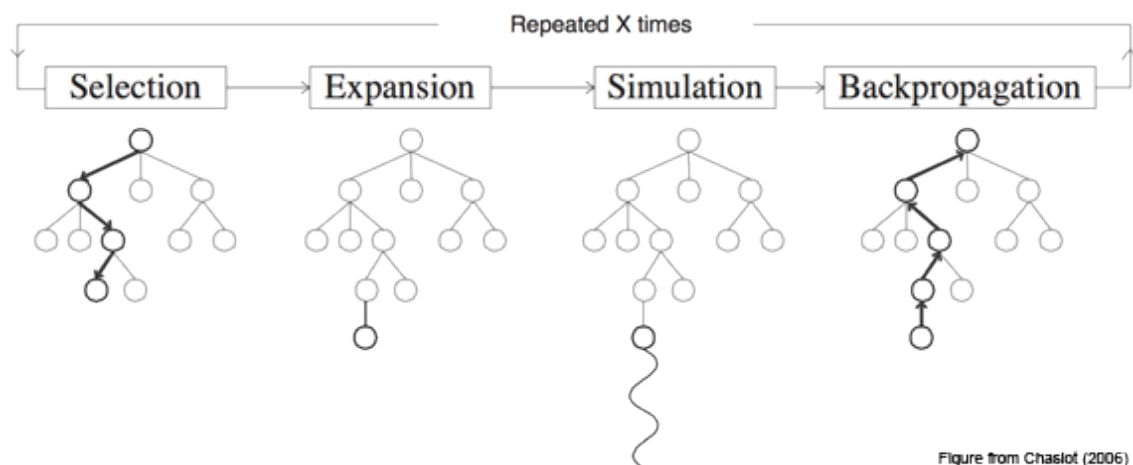 Repeated X times
Selection
Expansion
Simulation
Backpropagation
Figure from Chaslot (2006)